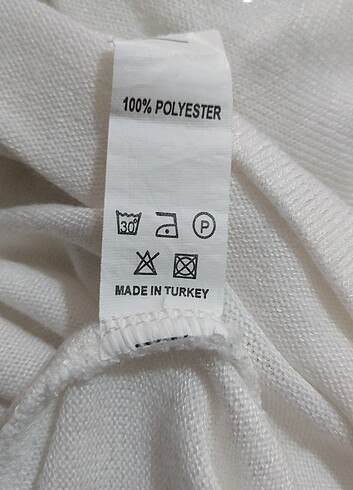 100% POLYESTER
30°
P
MADE IN TURKEY